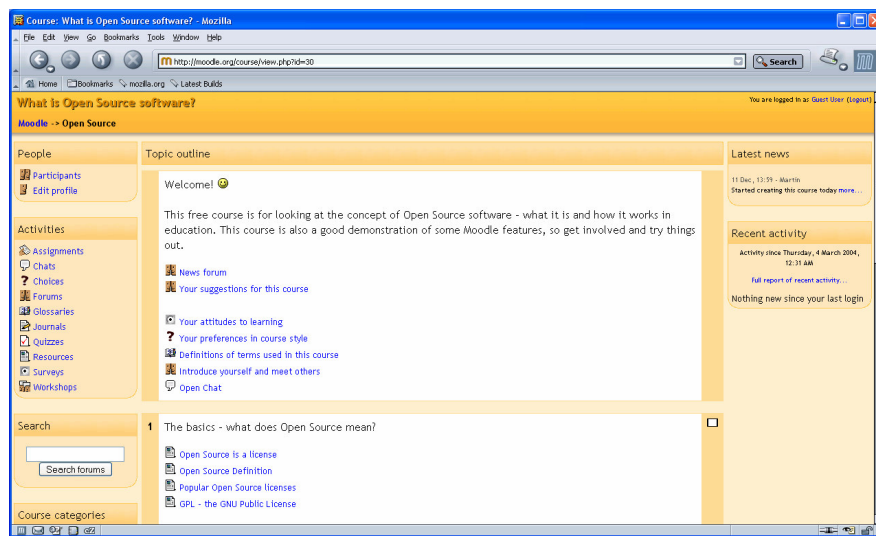 Course: What is Open Source software? - Mozilla
File Edit View Go Bookmarks Tools Window Help
http://moodle.org/course/view.php?id=30
Search
Home Bookmarks mozilla.org Latest Builds
What is Open Source software?
You are logged in as Guest User (Logout)
Moodle -> Open Source
People
Participants
Edit profile
Activities
Assignments
Chats
Choices
Forums
Glossaries
Journals
Quizzes
Resources
Surveys
Workshops
Search
Search forums
Course categories
Topic outline
Welcome!
This free course is for looking at the concept of Open Source software - what it is and how it works in
education. This course is also a good demonstration of some Moodle features, so get involved and try things
out.
News forum
Your suggestions for this course
Your attitudes to learning
Your preferences in course style
Definitions of terms used in this course
Introduce yourself and meet others
Open Chat
1 The basics - what does Open Source mean?
Open Source is a license
Open Source Definition
Popular Open Source licenses
GPL - the GNU Public License
Latest news
11 Dec, 13:59 - Martin
Started creating this course today more...
Recent activity
Activity since Thursday, 4 March 2004,
12:31 AM
Full report of recent activity...
Nothing new since your last login